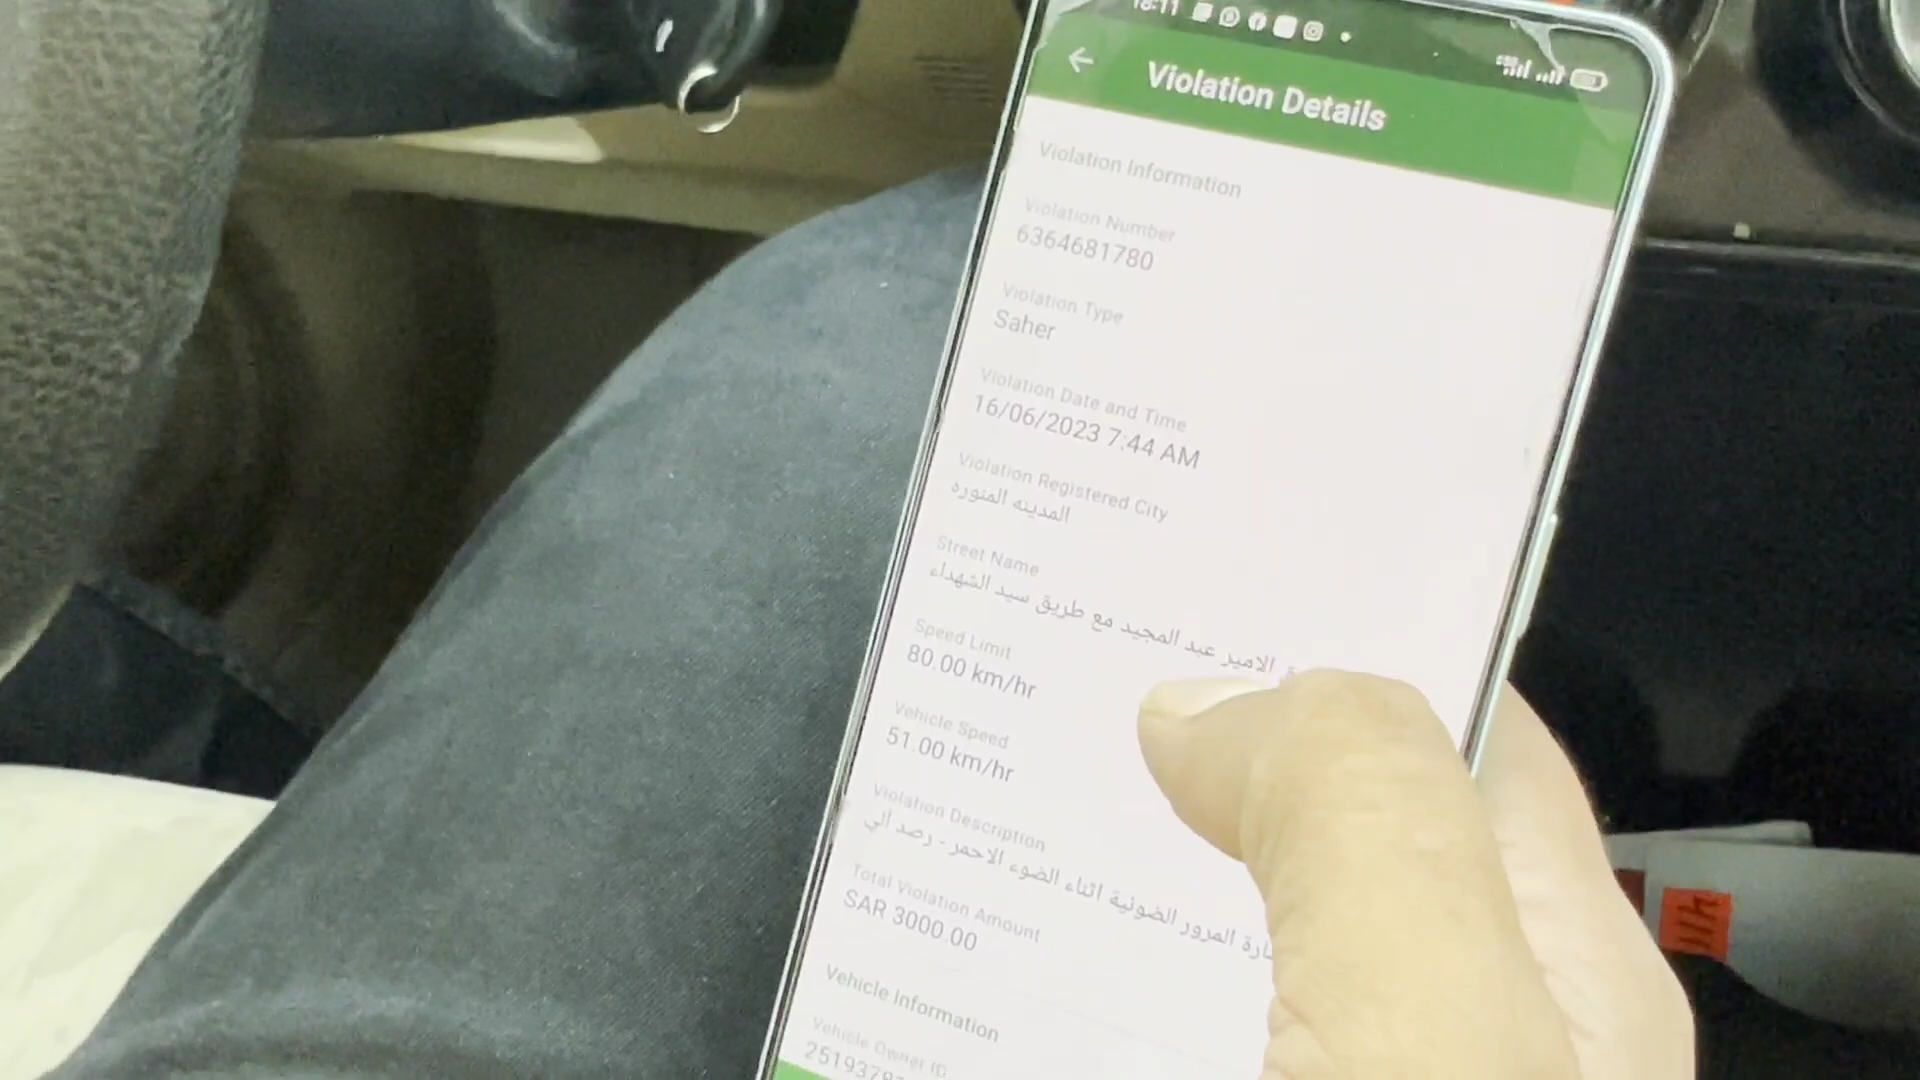 18:11
Violation Details
Violation Information
Violation Number
6364681780
Violation Type
Saher
Violation Date and Time
16/06/2023 7:44 AM
Violation Registered City
المدينه المنوره
Street Name
الامير عبد المجيد مع طريق سيد الشهداء
Speed Limit
80.00 km/hr
Vehicle Speed
51.00 km/hr
Violation Description
المرور الضوئية اثناء الضوء الاحمر - رصد الي
Total Violation Amount
SAR 3000.00
Vehicle Information
Vehicle Owner ID